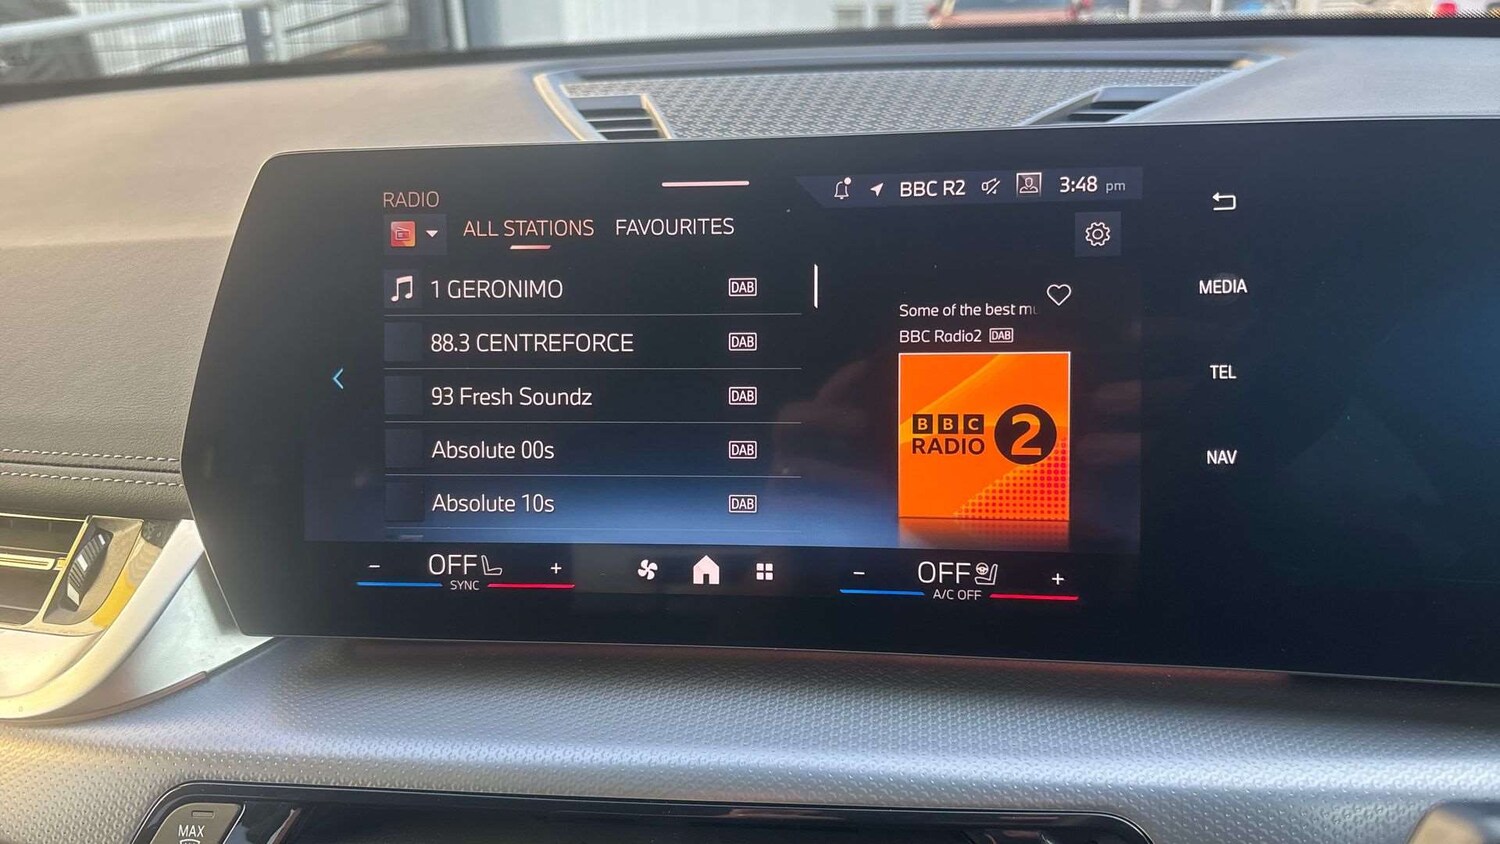 RADIO
BBC R2
3:48 pm
ALL STATIONS
FAVOURITES
1 GERONIMO DAB
88.3 CENTREFORCE DAB
93 Fresh Soundz DAB
Absolute 00s DAB
Absolute 10s DAB
Some of the best m
BBC Radio2 DAB
BBC
RADIO 2
MEDIA
TEL
NAV
- OFF +
SYNC
- OFF +
A/C OFF
MAX